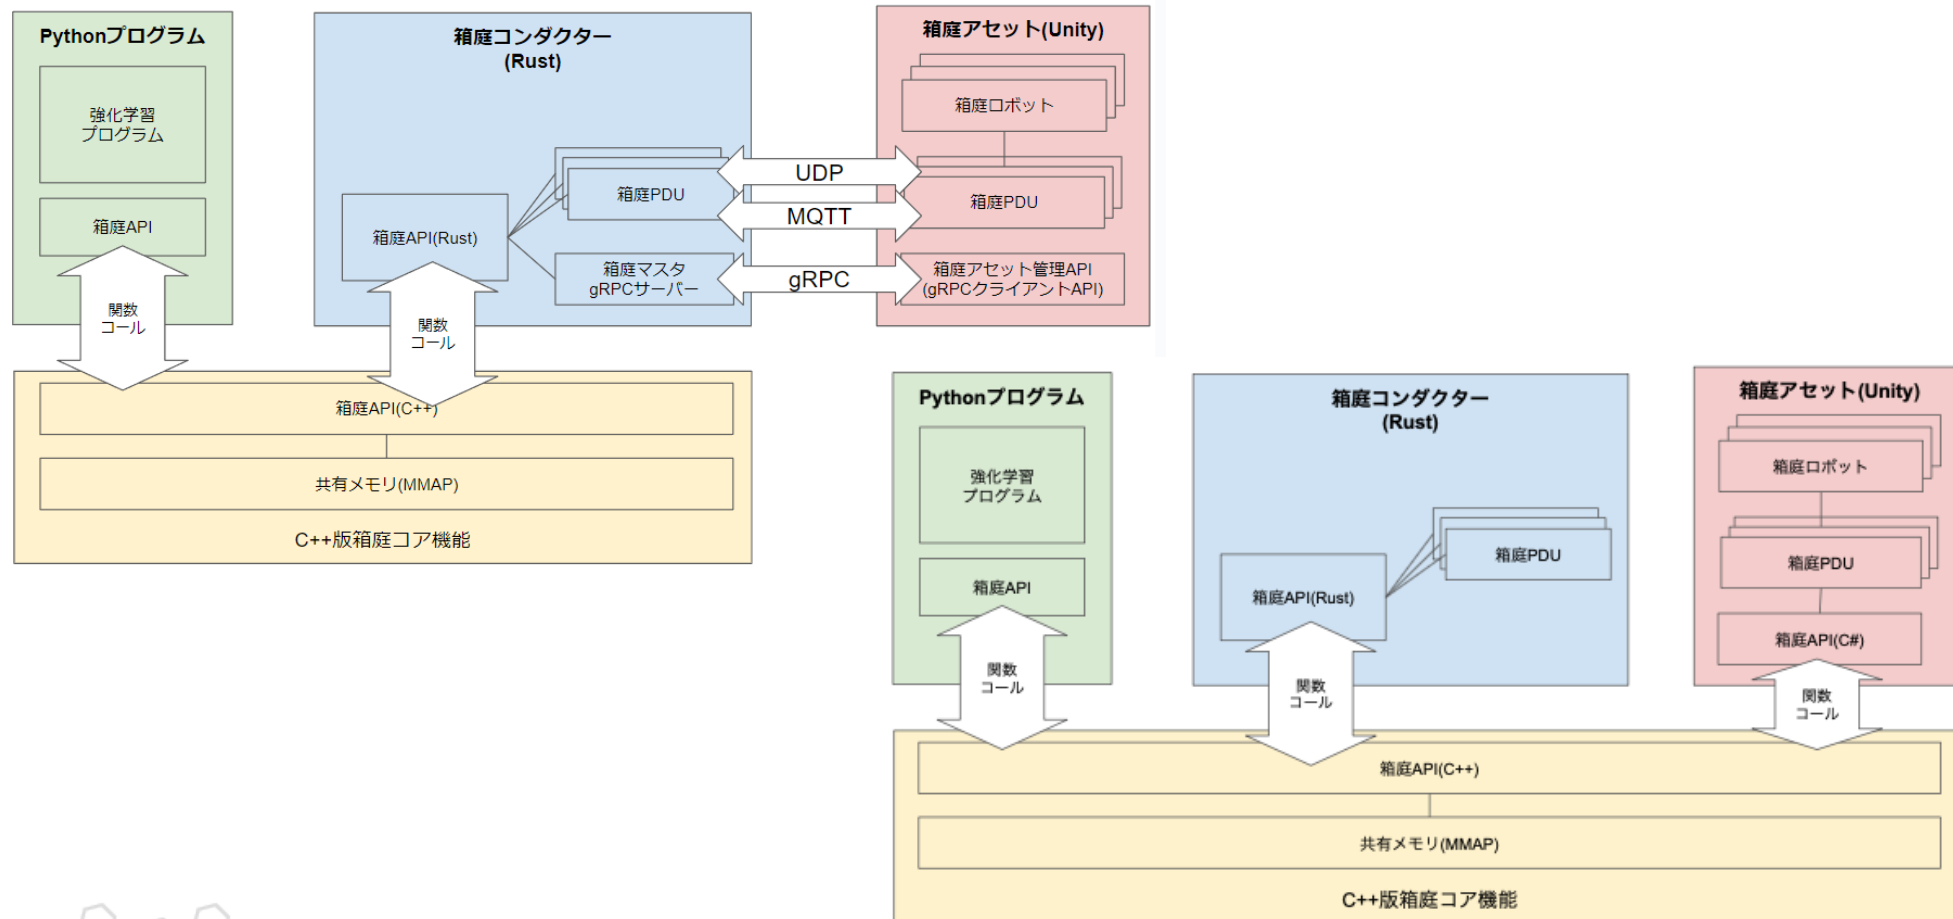 Pythonプログラム
強化学習
プログラム
箱庭API
関数
コール
箱庭コンダクター
(Rust)
箱庭API(Rust)
箱庭PDU
箱庭マスタ
gRPCサーバー
関数
コール
UDP
MQTT
gRPC
箱庭アセット(Unity)
箱庭ロボット
箱庭PDU
箱庭アセット管理API
(gRPCクライアントAPI)
箱庭API(C++)
共有メモリ(MMAP)
C++版箱庭コア機能
Pythonプログラム
強化学習
プログラム
箱庭API
関数
コール
箱庭コンダクター
(Rust)
箱庭PDU
箱庭API(Rust)
関数
コール
箱庭アセット(Unity)
箱庭ロボット
箱庭PDU
箱庭API(C#)
関数
コール
箱庭API(C++)
共有メモリ(MMAP)
C++版箱庭コア機能